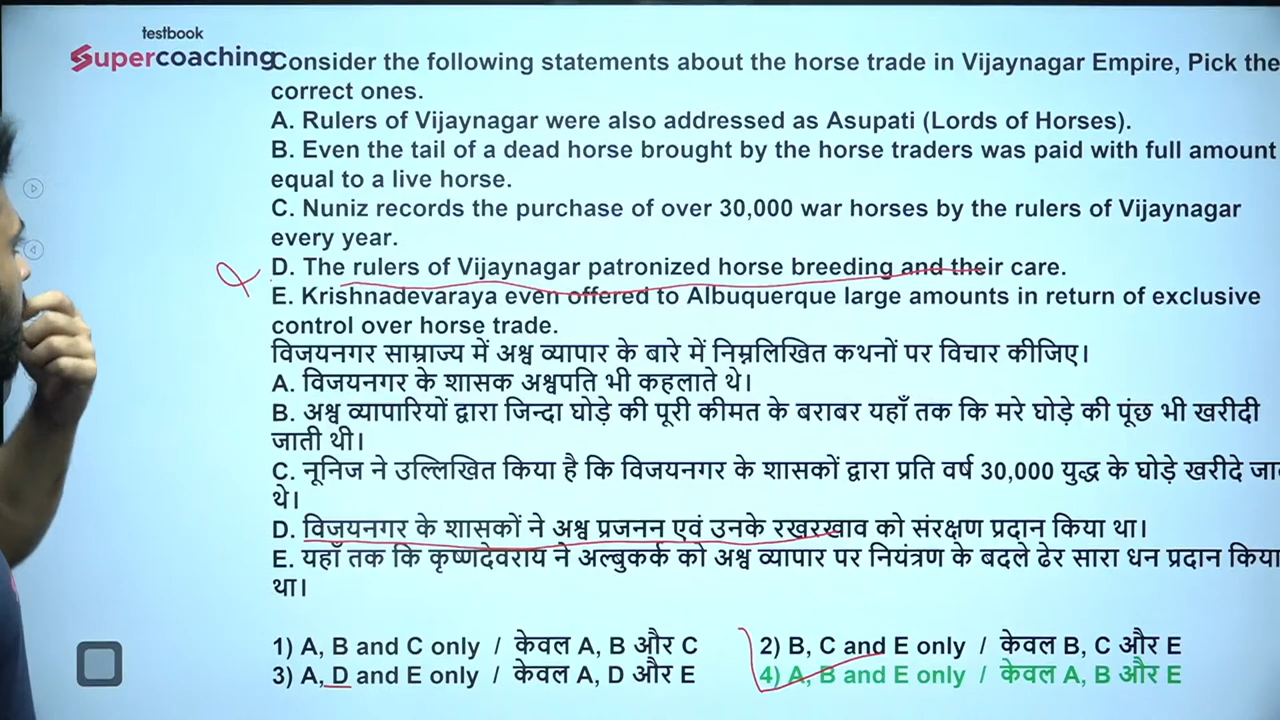 testbook
Supercoaching
Consider the following statements about the horse trade in Vijaynagar Empire, Pick the
correct ones.
A. Rulers of Vijaynagar were also addressed as Asupati (Lords of Horses).
B. Even the tail of a dead horse brought by the horse traders was paid with full amount
equal to a live horse.
C. Nuniz records the purchase of over 30,000 war horses by the rulers of Vijaynagar
every year.
D. The rulers of Vijaynagar patronized horse breeding and their care.
E. Krishnadevaraya even offered to Albuquerque large amounts in return of exclusive
control over horse trade.
विजयनगर साम्राज्य में अश्व व्यापार के बारे में निम्नलिखित कथनों पर विचार कीजिए।
A. विजयनगर के शासक अश्वपति भी कहलाते थे।
B. अश्व व्यापारियों द्वारा जिन्दा घोड़े की पूरी कीमत के बराबर यहाँ तक कि मरे घोड़े की पूंछ भी खरीदी
जाती थी।
C. नूनिज ने उल्लिखित किया है कि विजयनगर के शासकों द्वारा प्रति वर्ष 30,000 युद्ध के घोड़े खरीदे जा
थे।
D. विजयनगर के शासकों ने अश्व प्रजनन एवं उनके रखरखाव को संरक्षण प्रदान किया था।
E. यहाँ तक कि कृष्णदेवराय ने अल्बुकर्क को अश्व व्यापार पर नियंत्रण के बदले ढेर सारा धन प्रदान किया
था।
1) A, B and C only / केवल A, B और C
2) B, C and E only / केवल B, C और E
3) A, D and E only / केवल A, D और E
4) A, B and E only / केवल A, B और E